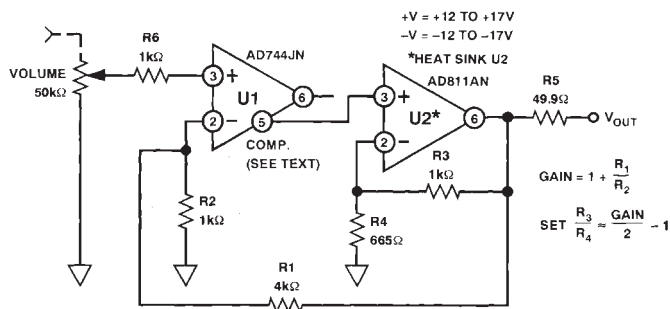 +V = +12 TO +17V
−V = −12 TO −17V
*HEAT SINK U2
R6
1kΩ
AD744JN
AD811AN
R5
49.9Ω
VOUT
VOLUME
50kΩ
3
+
U1
6
2
−
5
COMP.
(SEE TEXT)
3
+
U2*
6
2
−
R3
1kΩ
GAIN = 1 + R1/R2
R2
1kΩ
R4
665Ω
SET R3/R4 ≈ GAIN/2 − 1
R1
4kΩ